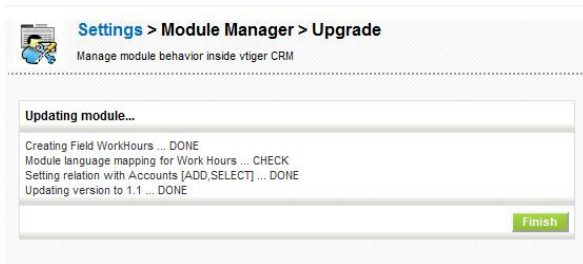 Settings > Module Manager > Upgrade
Manage module behavior inside vtiger CRM
Updating module...
Creating Field WorkHours ... DONE
Module language mapping for Work Hours ... CHECK
Setting relation with Accounts [ADD,SELECT] ... DONE
Updating version to 1.1 ... DONE
Finish